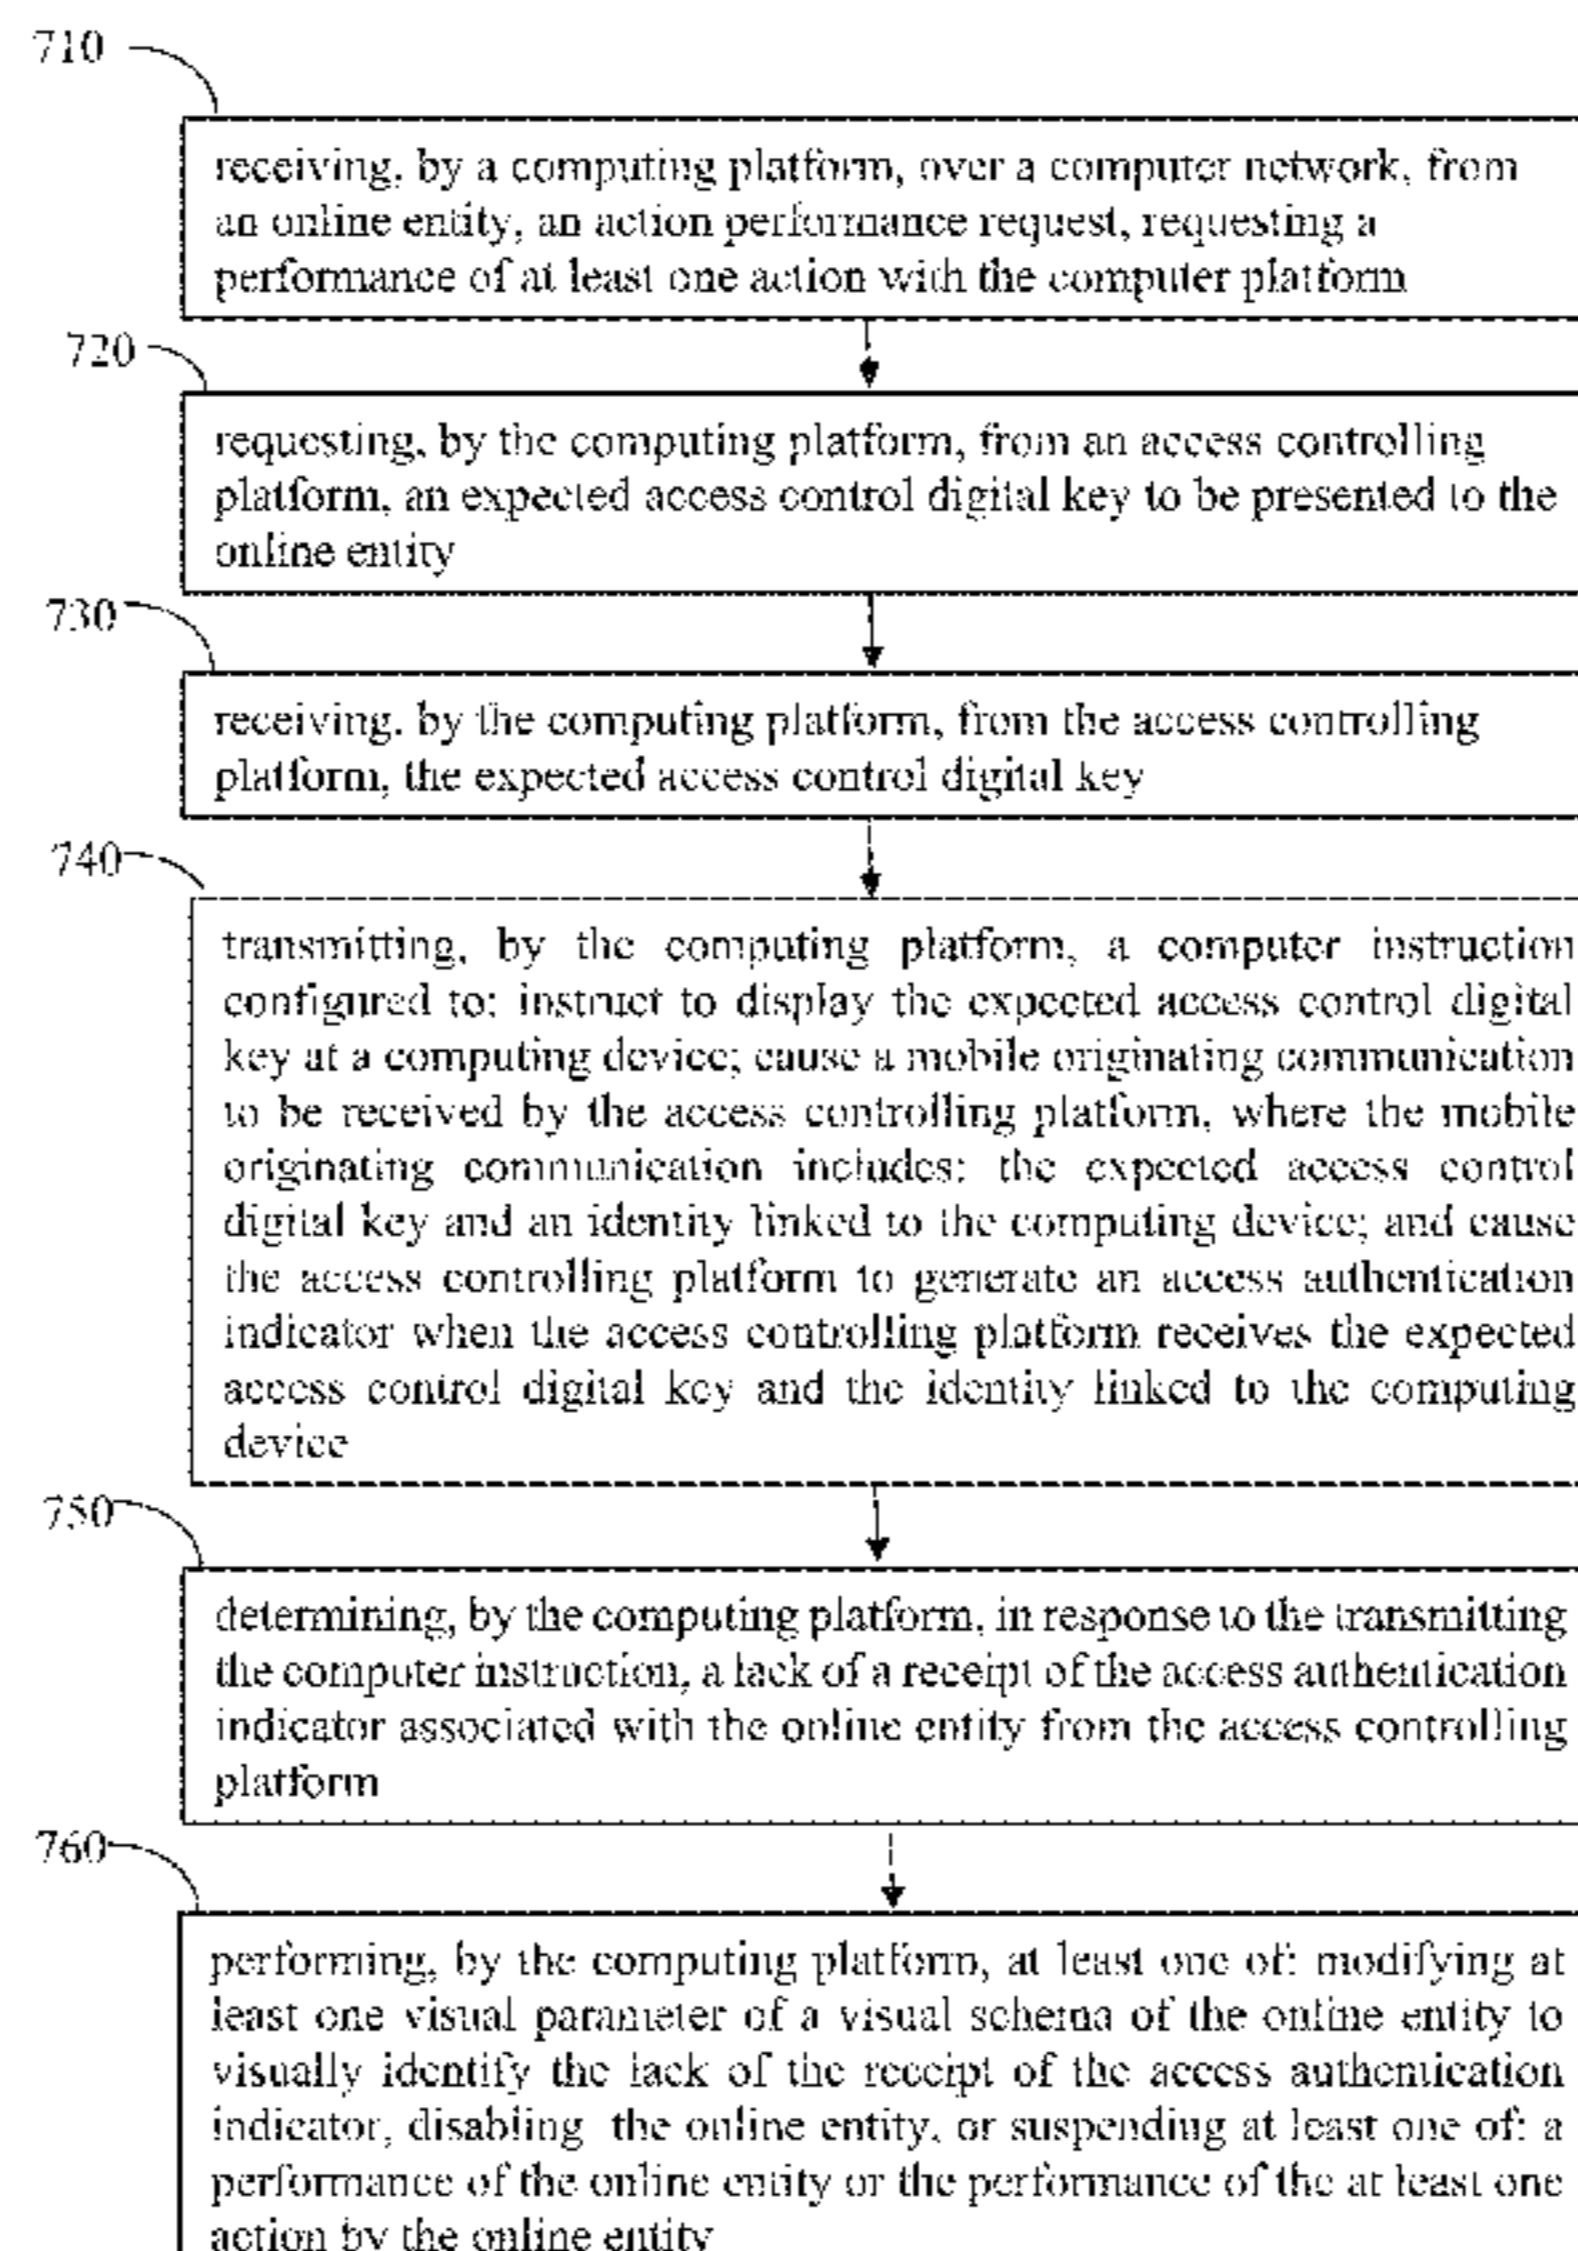 710
receiving, by a computing platform, over a computer network, from
an online entity, an action performance request, requesting a
performance of at least one action with the computer platform
720
requesting, by the computing platform, from an access controlling
platform, an expected access control digital key to be presented to the
online entity
730
receiving, by the computing platform, from the access controlling
platform, the expected access control digital key
740
transmitting, by the computing platform, a computer instruction
configured to: instruct to display the expected access control digital
key at a computing device; cause a mobile originating communication
to be received by the access controlling platform, where the mobile
originating communication includes: the expected access control
digital key and an identity linked to the computing device; and cause
the access controlling platform to generate an access authentication
indicator when the access controlling platform receives the expected
access control digital key and the identity linked to the computing
device
750
determining, by the computing platform, in response to the transmitting
the computer instruction, a lack of a receipt of the access authentication
indicator associated with the online entity from the access controlling
platform
760
performing, by the computing platform, at least one of: modifying at
least one visual parameter of a visual schema of the online entity to
visually identify the lack of the receipt of the access authentication
indicator, disabling the online entity, or suspending at least one of: a
performance of the online entity or the performance of the at least one
action by the online entity